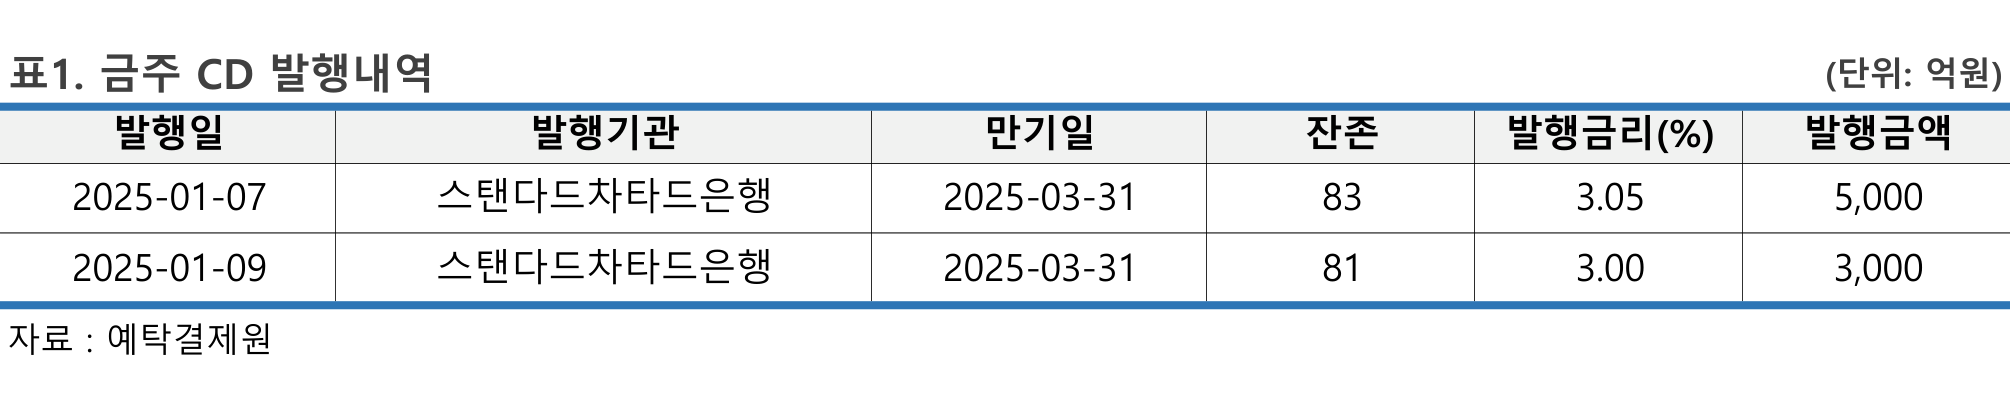 표1. 금주 CD 발행내역 (단위: 억원)
발행일 발행기관 만기일 잔존 발행금리(%) 발행금액
2025-01-07 스탠다드차타드은행 2025-03-31 83 3.05 5,000
2025-01-09 스탠다드차타드은행 2025-03-31 81 3.00 3,000
자료 : 예탁결제원